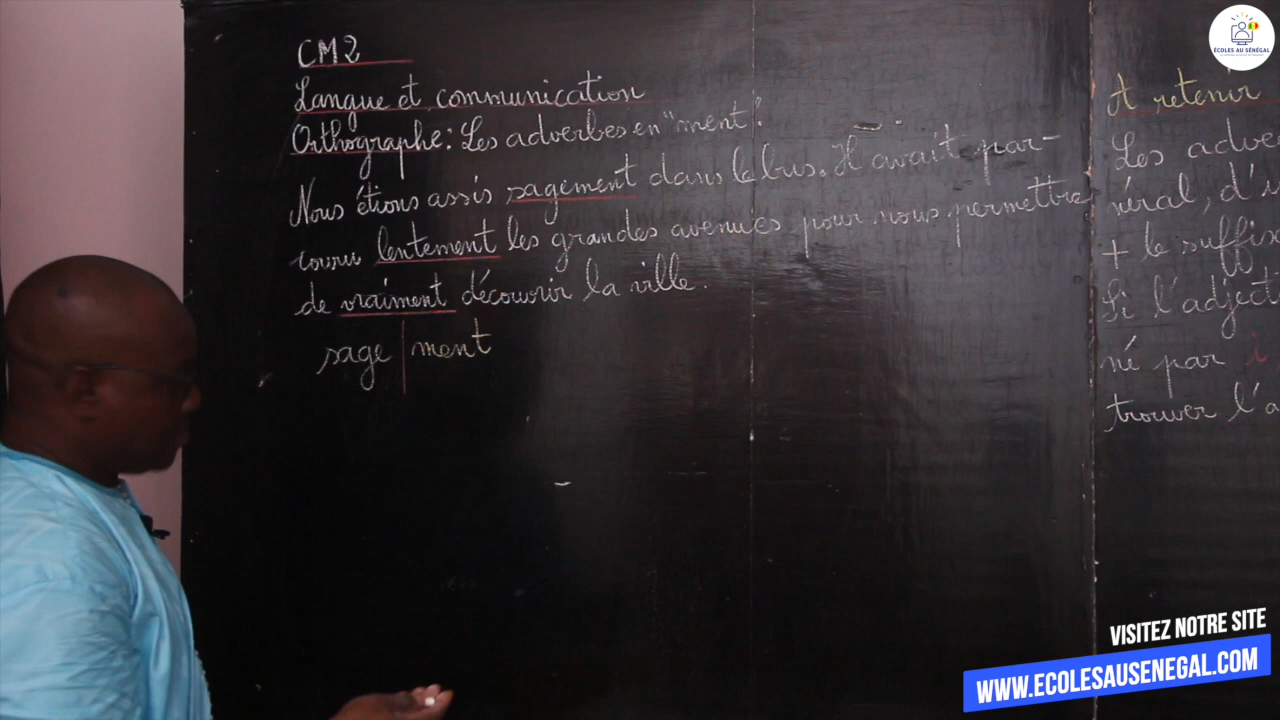 CM2
Langue et communication
Orthographe: Les adverbes en "ment".
Nous étions assis sagement dans le bus. Il avait par-
couru lentement les grandes avenues pour nous permettre
de vraiment découvrir la ville.
sage ment
A retenir
Les adve
néral, d'u
+ le suffix
Si l'adject
né par i
trouver l'a
ÉCOLES AU SÉNÉGAL
VISITEZ NOTRE SITE
WWW.ECOLESAUSENEGAL.COM